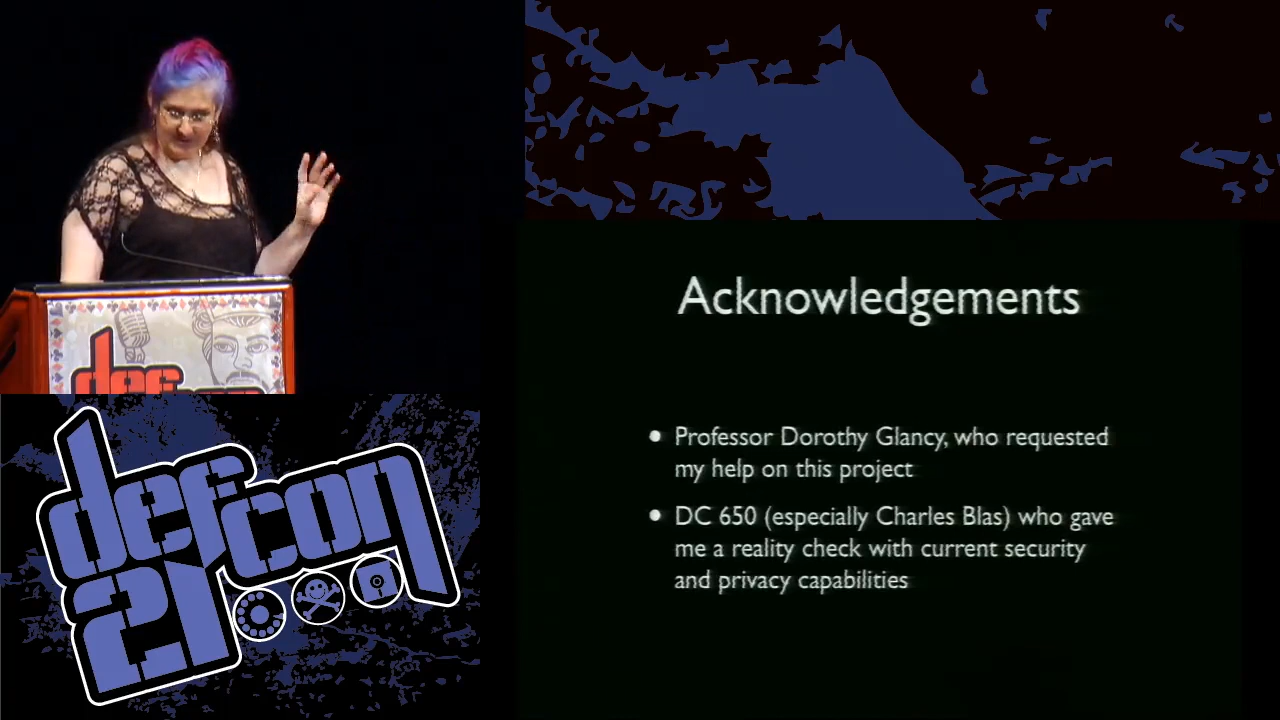 def
defcon
21
Acknowledgements
• Professor Dorothy Glancy, who requested
my help on this project
• DC 650 (especially Charles Blas) who gave
me a reality check with current security
and privacy capabilities